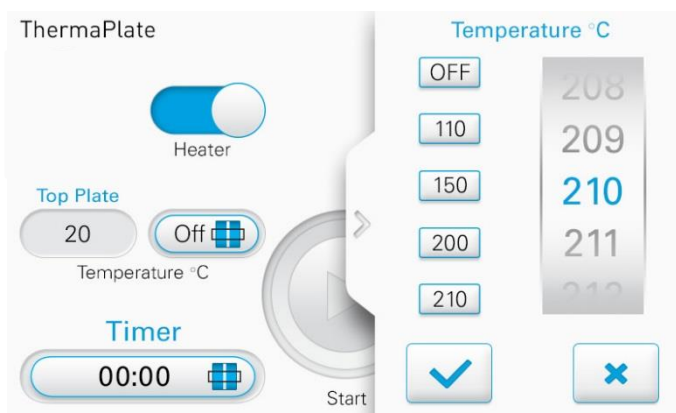 ThermaPlate
Heater
Top Plate
20
Off
Temperature °C
Timer
00:00
Start
Temperature °C
OFF
110
150
200
210
208
209
210
211
212